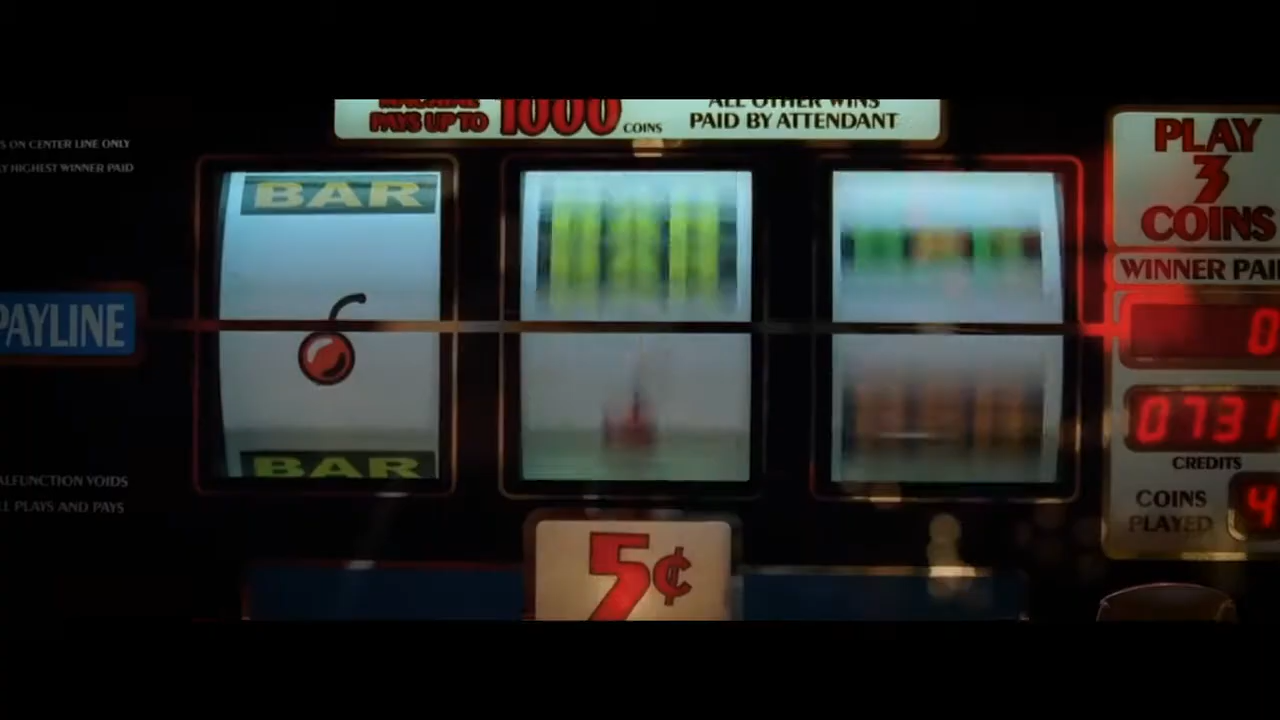 PAYS UP TO 1000 COINS
ALL OTHER WINS
PAID BY ATTENDANT
S ON CENTER LINE ONLY
Y HIGHEST WINNER PAID
PAYLINE
ALFUNCTION VOIDS
LL PLAYS AND PAYS
BAR
BAR
5¢
PLAY
3
COINS
WINNER PAI
0
0731
CREDITS
COINS
PLAYED
4